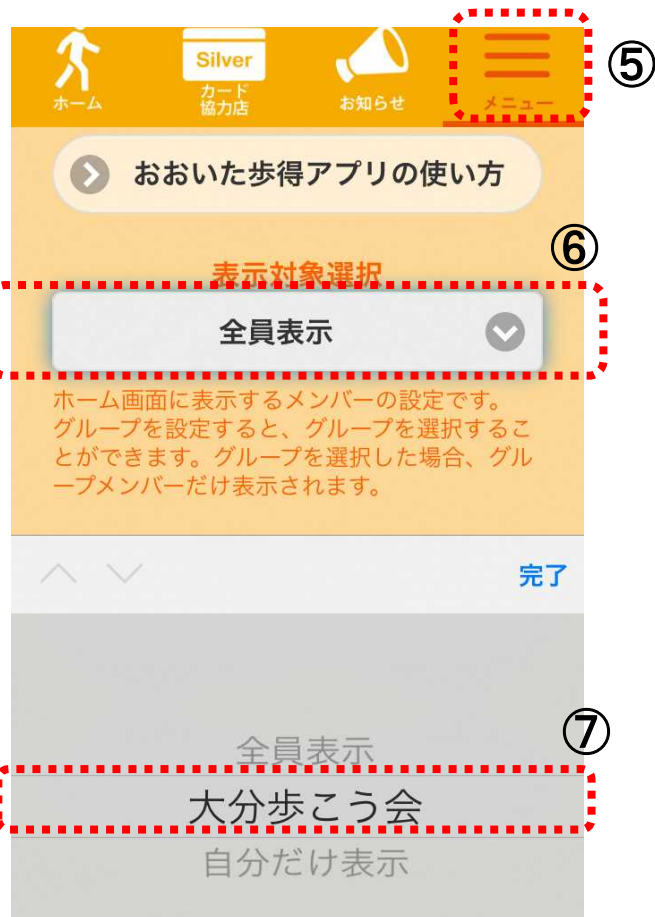 ⑤
ホーム
Silver
カード
協力店
お知らせ
メニュー
おおいた歩得アプリの使い方
⑥
表示対象選択
全員表示
ホーム画面に表示するメンバーの設定です。
グループを設定すると、グループを選択するこ
とができます。グループを選択した場合、グル
ープメンバーだけ表示されます。
完了
⑦
全員表示
大分歩こう会
自分だけ表示